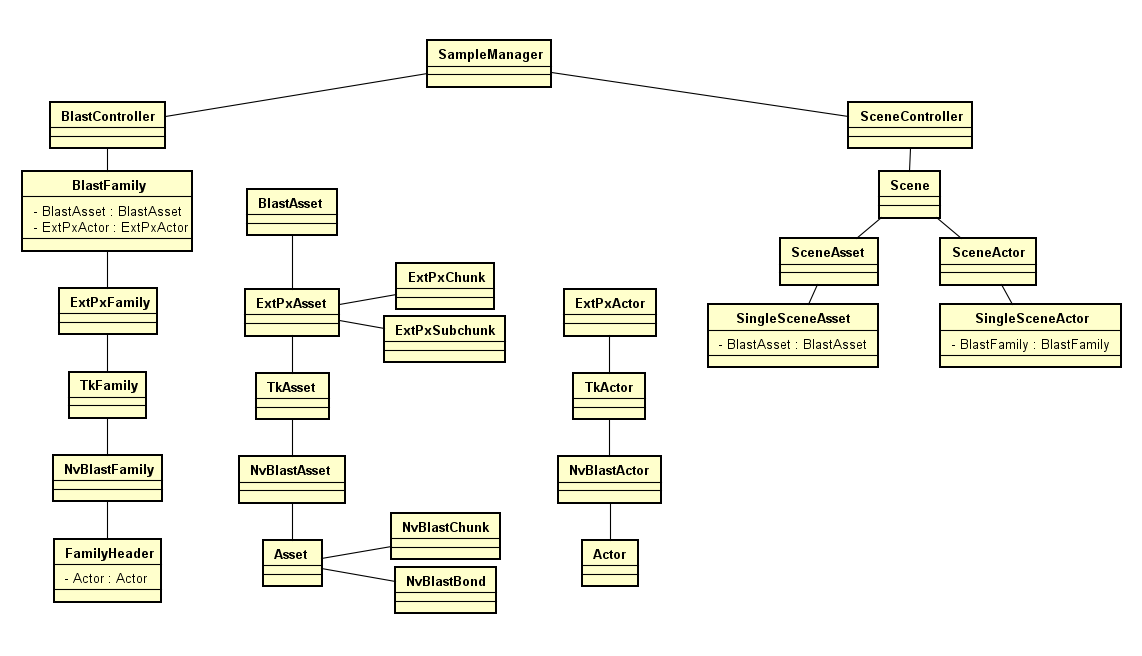 SampleManager
BlastController
SceneController
BlastFamily
- BlastAsset : BlastAsset
- ExtPxActor : ExtPxActor
BlastAsset
Scene
SceneAsset
SceneActor
ExtPxFamily
ExtPxAsset
ExtPxChunk
ExtPxSubchunk
ExtPxActor
SingleSceneAsset
- BlastAsset : BlastAsset
SingleSceneActor
- BlastFamily : BlastFamily
TkFamily
TkAsset
TkActor
NvBlastFamily
NvBlastAsset
NvBlastActor
FamilyHeader
- Actor : Actor
Asset
NvBlastChunk
NvBlastBond
Actor